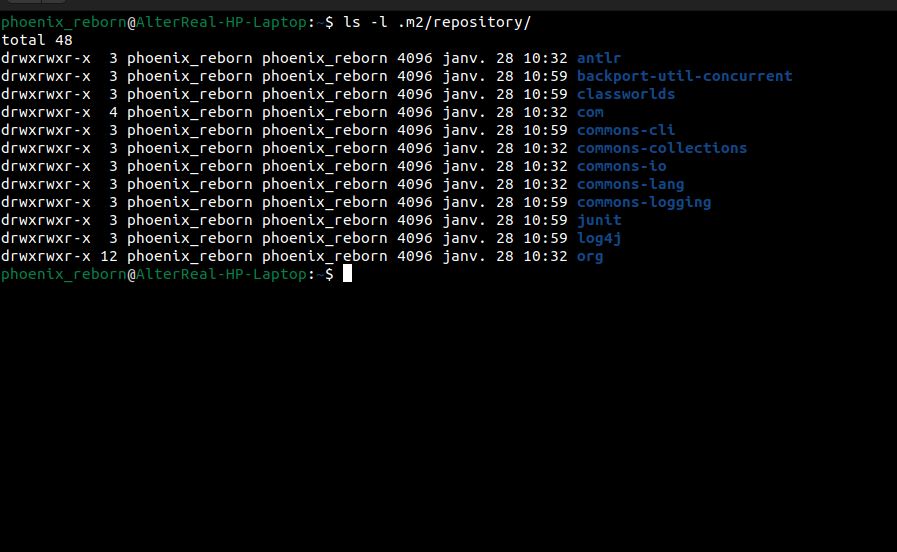 phoenix_reborn@AlterReal-HP-Laptop:~$ ls -l .m2/repository/
total 48
drwxrwxr-x  3 phoenix_reborn phoenix_reborn 4096 janv. 28 10:32 antlr
drwxrwxr-x  3 phoenix_reborn phoenix_reborn 4096 janv. 28 10:59 backport-util-concurrent
drwxrwxr-x  3 phoenix_reborn phoenix_reborn 4096 janv. 28 10:59 classworlds
drwxrwxr-x  4 phoenix_reborn phoenix_reborn 4096 janv. 28 10:32 com
drwxrwxr-x  3 phoenix_reborn phoenix_reborn 4096 janv. 28 10:59 commons-cli
drwxrwxr-x  3 phoenix_reborn phoenix_reborn 4096 janv. 28 10:32 commons-collections
drwxrwxr-x  3 phoenix_reborn phoenix_reborn 4096 janv. 28 10:32 commons-io
drwxrwxr-x  3 phoenix_reborn phoenix_reborn 4096 janv. 28 10:32 commons-lang
drwxrwxr-x  3 phoenix_reborn phoenix_reborn 4096 janv. 28 10:59 commons-logging
drwxrwxr-x  3 phoenix_reborn phoenix_reborn 4096 janv. 28 10:59 junit
drwxrwxr-x  3 phoenix_reborn phoenix_reborn 4096 janv. 28 10:59 log4j
drwxrwxr-x 12 phoenix_reborn phoenix_reborn 4096 janv. 28 10:32 org
phoenix_reborn@AlterReal-HP-Laptop:~$